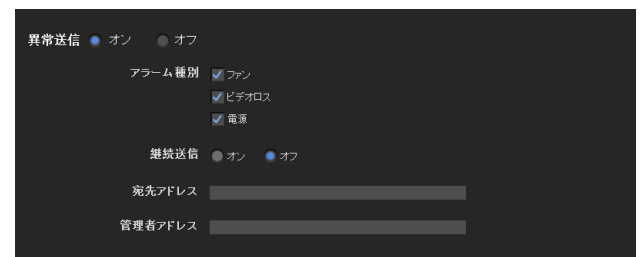 異常送信 オン オフ
アラーム種別 ファン
ビデオロス
電源
継続送信 オン オフ
宛先アドレス
管理者アドレス